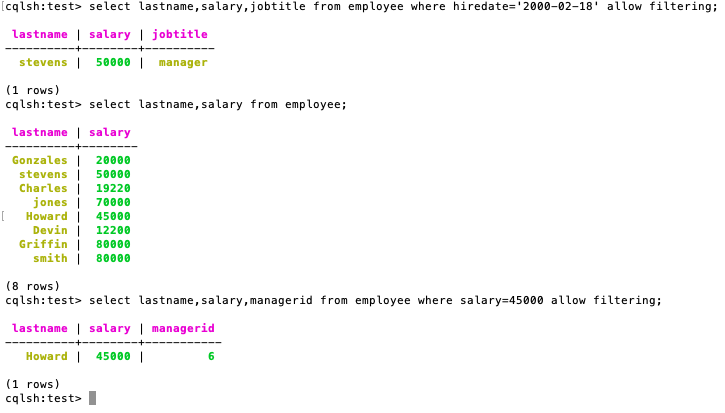 [cqlsh:test> select lastname,salary,jobtitle from employee where hiredate='2000-02-18' allow filtering;
lastname | salary | jobtitle
----------+--------+----------
stevens | 50000 | manager
(1 rows)
cqlsh:test> select lastname,salary from employee;
lastname | salary
----------+--------
Gonzales | 20000
stevens | 50000
Charles | 19220
jones | 70000
[ Howard | 45000
Devin | 12200
Griffin | 80000
smith | 80000
(8 rows)
cqlsh:test> select lastname,salary,managerid from employee where salary=45000 allow filtering;
lastname | salary | managerid
----------+--------+-----------
Howard | 45000 | 6
(1 rows)
cqlsh:test>